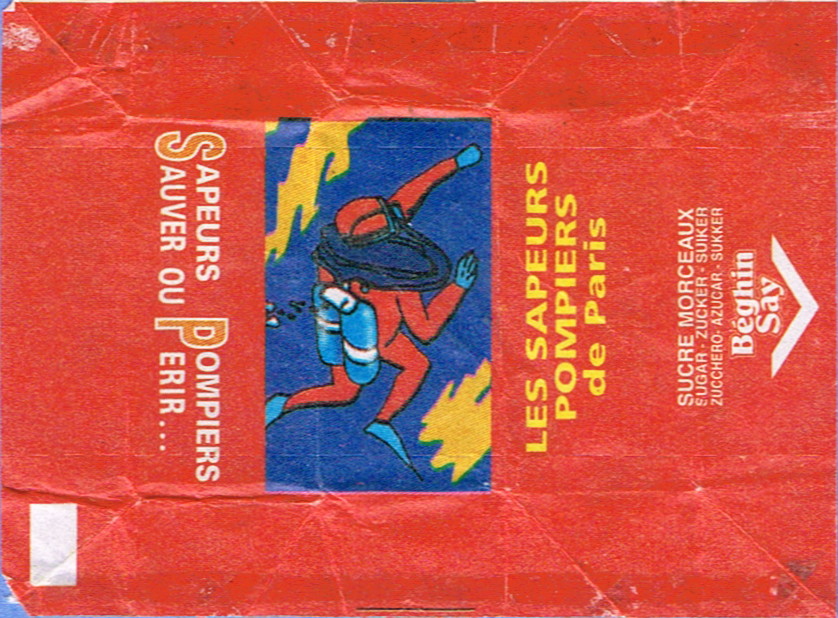 SAPEURS POMPIERS
SAUVER OU PERIR...
LES SAPEURS
POMPIERS
de Paris
SUCRE MORCEAUX
SUGAR - ZUCKER - SUIKER
ZUCCHERO - AZUCAR - SUKKER
Béghin
Say